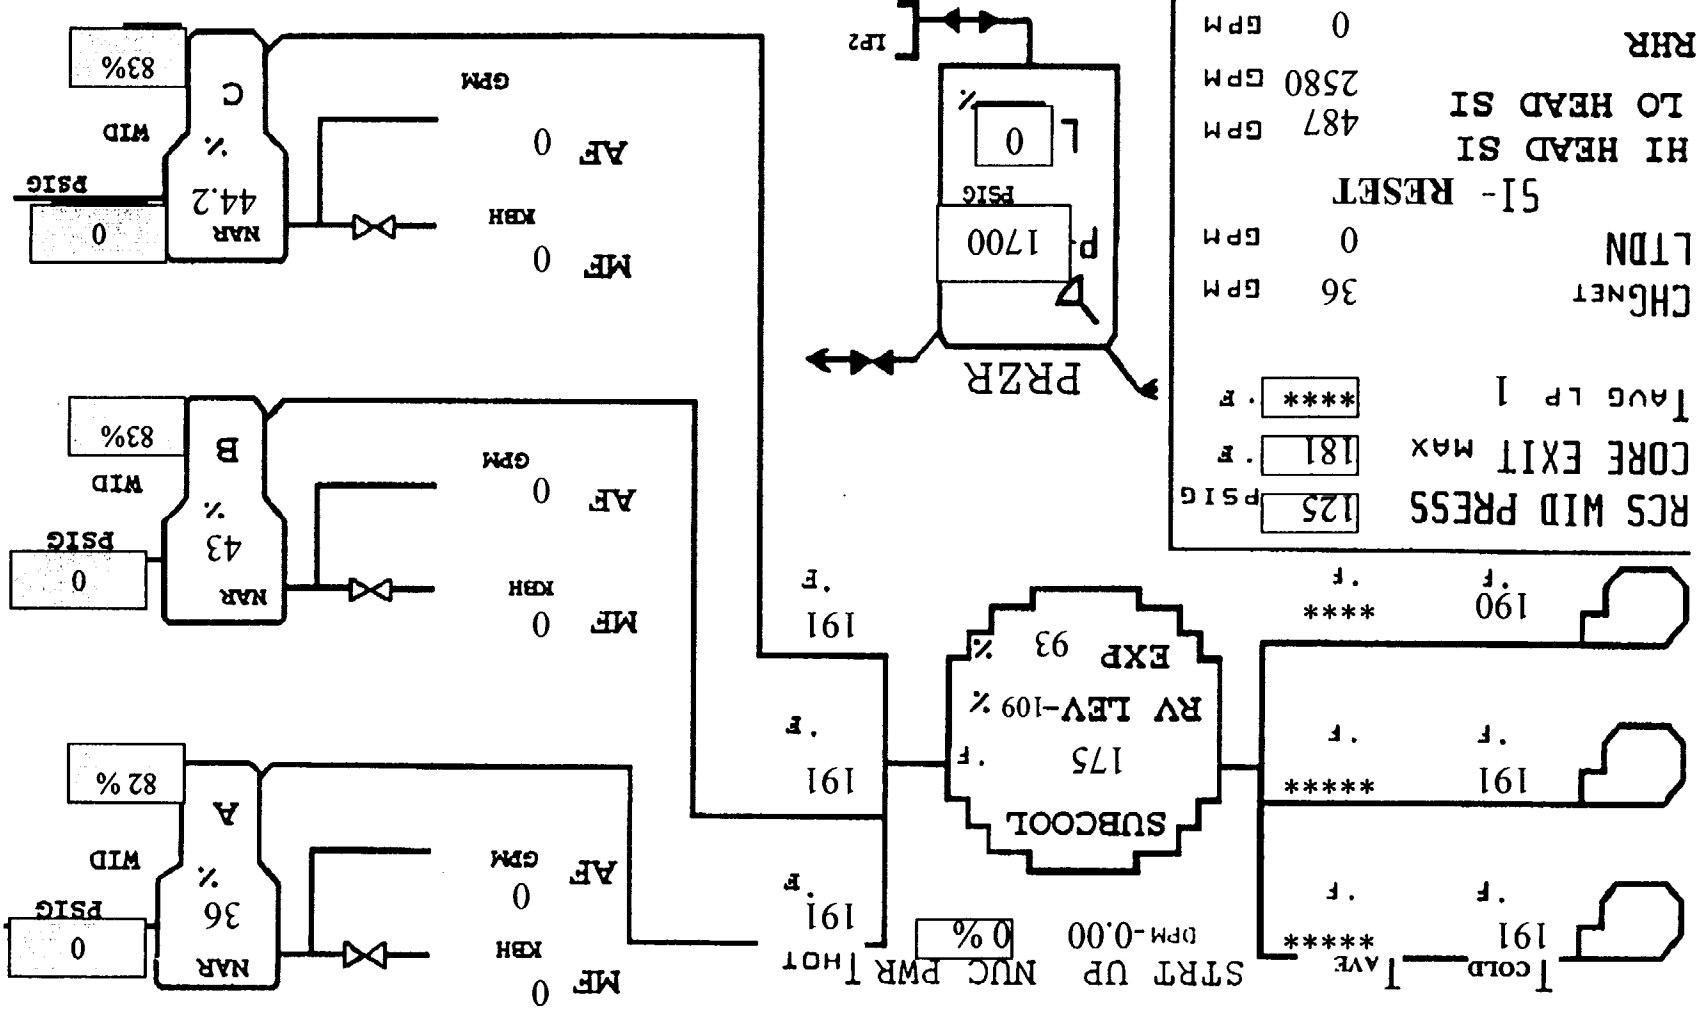 TCOLD TAVE STRT UP NUC PWR THOT MF 0
191 ***** DPM-0.00 0% 191 KBH NAR 0
°F °F °F AF 0 36 PSIG
GPM % WID
SUBCOOL A 82 %
191 ***** 175 °F 191
°F °F RV LEV-109 % °F
EXP 93 % 191 MF 0
190 **** °F KBH NAR 0
°F °F 43 PSIG
RCS WID PRESS 125 PSIG AF 0 % WID
CORE EXIT MAX 181 °F GPM B 83%
TAVG LP 1 **** °F PRZR
CHGNET 36 GPM MF 0
LTDN 0 GPM P 1700 KBH NAR 0
SI- RESET PSIG 44.2 PSIG
HI HEAD SI 487 GPM L 0 AF 0 % WID
LO HEAD SI 2580 GPM % GPM C 83%
RHR 0 GPM LP2